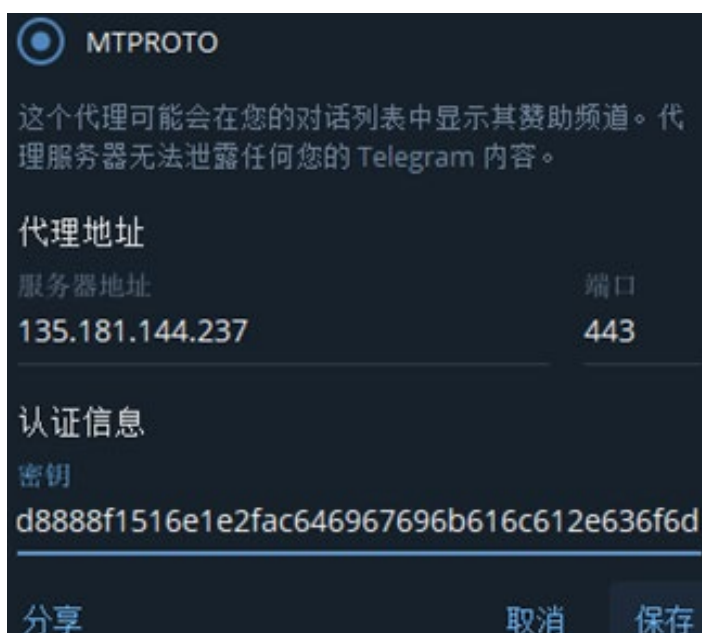 MTPROTO
这个代理可能会在您的对话列表中显示其赞助频道。代
理服务器无法泄露任何您的 Telegram 内容。
代理地址
服务器地址 端口
135.181.144.237 443
认证信息
密钥
d8888f1516e1e2fac646967696b616c612e636f6d
分享 取消 保存